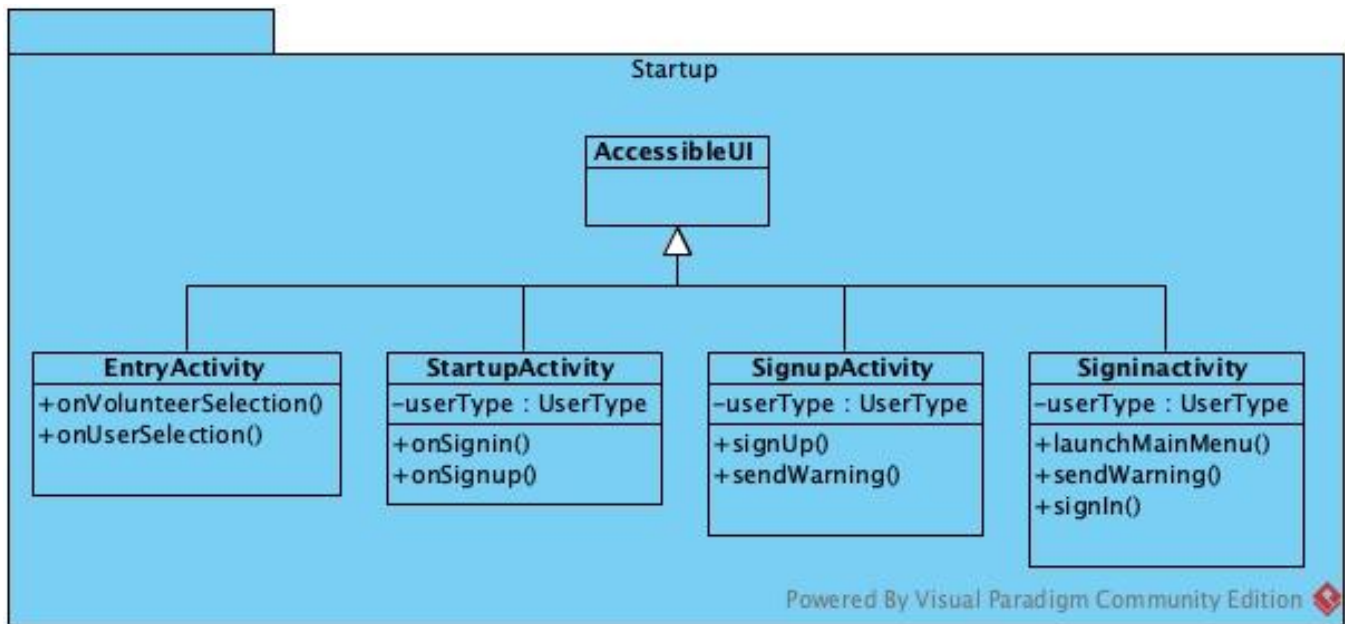 Startup
AccessibleUI
EntryActivity
+onVolunteerSelection()
+onUserSelection()
StartupActivity
-userType : UserType
+onSignin()
+onSignup()
SignupActivity
-userType : UserType
+signUp()
+sendWarning()
Signinactivity
-userType : UserType
+launchMainMenu()
+sendWarning()
+signIn()
Powered By Visual Paradigm Community Edition